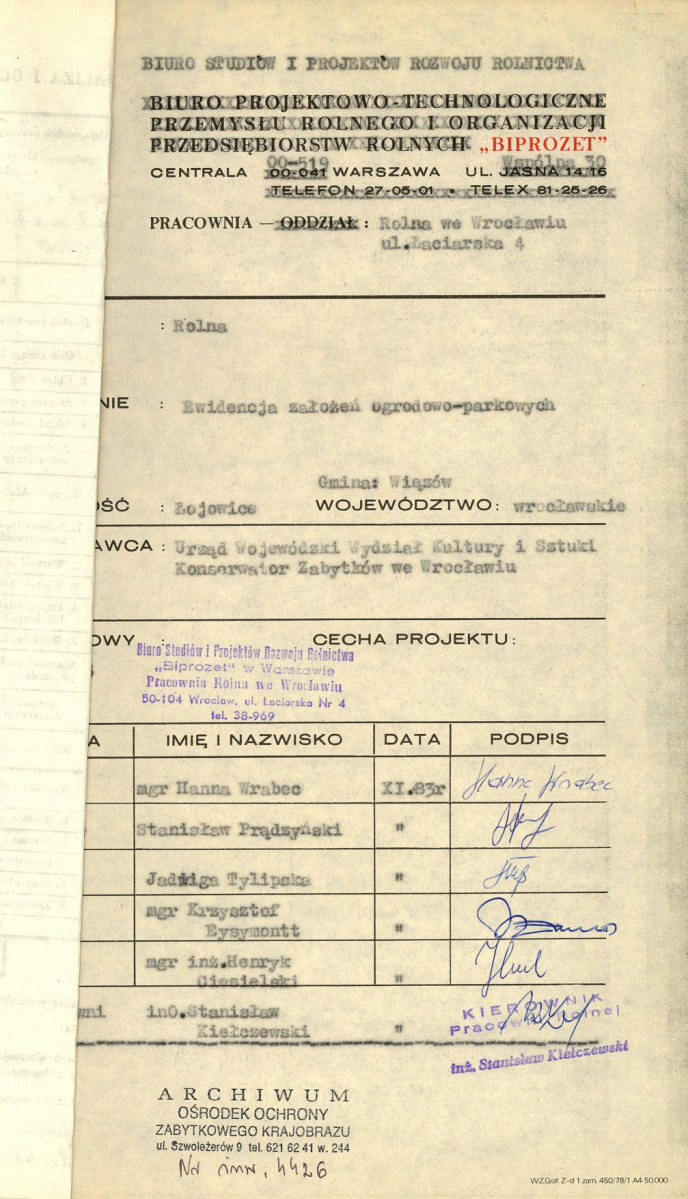 BIURO STUDIÓW I PROJEKTÓW ROZWOJU ROLNICTWA
BIURO PROJEKTOWO-TECHNOLOGICZNE
PRZEMYSŁU ROLNEGO I ORGANIZACJI
PRZEDSIĘBIORSTW ROLNYCH „BIPROZET"
00-519 Wspólna 30
CENTRALA 00-041 WARSZAWA UL. JASNA 14/16
TELEFON 27-05-01 • TELEX 81-25-26
PRACOWNIA — ODDZIAŁ : Rolna we Wrocławiu
ul.Łaciarska 4
: Rolna
NIE : Ewidencja założeń ogrodowo-parkowych
Gmina: Wiązów
OŚĆ : Łojowice WOJEWÓDZTWO: wrocławskie
AWCA : Urząd Wojewódzki Wydział Kultury i Sztuki
Konserwator Zabytków we Wrocławiu
OWY : CECHA PROJEKTU:
Biuro Studiów i Projektów Rozwoju Rolnictwa
„Biprozet" w Warszawie
Pracownia Rolna we Wrocławiu
50-104 Wrocław, ul. Łaciarska Nr 4
tel. 38-969
A IMIĘ I NAZWISKO DATA PODPIS
mgr Hanna Wrabec XI.83r Hanna Wrabec
Stanisław Prądzyński "
Jadwiga Tylipska "
mgr Krzysztof
Eysymontt "
mgr inż.Henryk
Ciesielski "
wni inO.Stanisław
Kiełczewski "
KIEROWNIK
Pracowni Rolnej
inż. Stanisław Kiełczewski
ARCHIWUM
OŚRODEK OCHRONY
ZABYTKOWEGO KRAJOBRAZU
ul. Szwoleżerów 9 tel. 621 62 41 w. 244
Nr inw. 4426
WZGraf. Z-d 1 zam. 450/78/1 A4 50.000